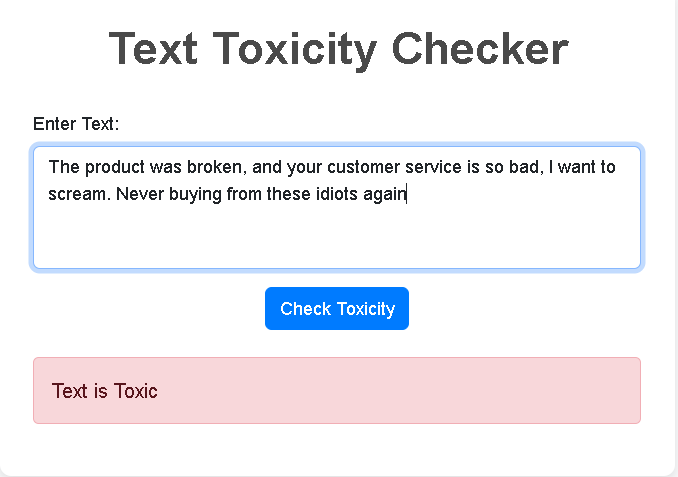 Text Toxicity Checker
Enter Text:
The product was broken, and your customer service is so bad, I want to
scream. Never buying from these idiots again
Check Toxicity
Text is Toxic